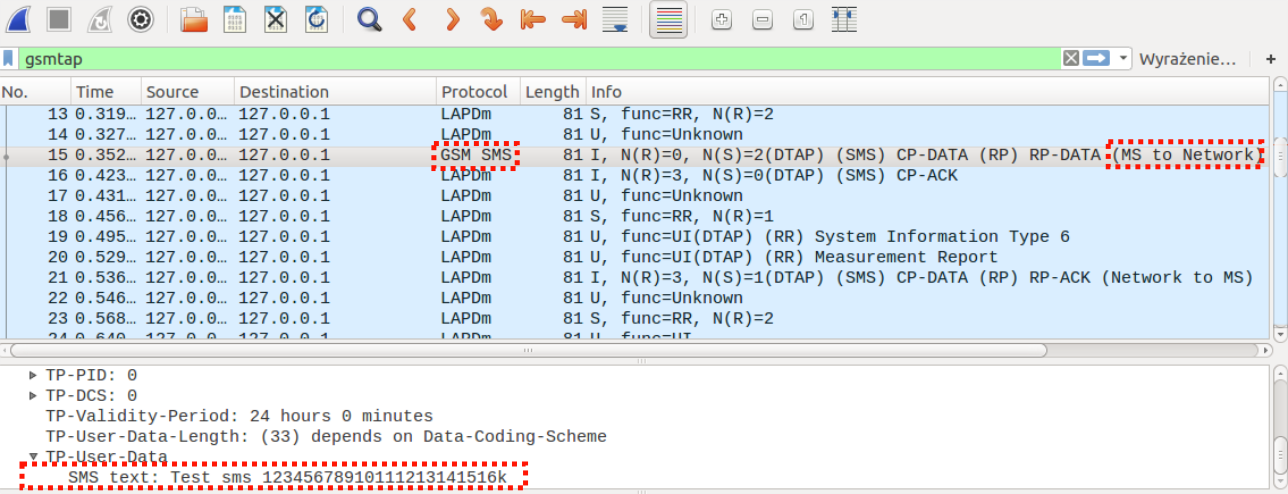 gsmtap
Wyrażenie... +
No. Time Source Destination Protocol Length Info
13 0.319… 127.0.0… 127.0.0.1 LAPDm 81 S, func=RR, N(R)=2
14 0.327… 127.0.0… 127.0.0.1 LAPDm 81 U, func=Unknown
15 0.352… 127.0.0… 127.0.0.1 GSM SMS 81 I, N(R)=0, N(S)=2(DTAP) (SMS) CP-DATA (RP) RP-DATA (MS to Network)
16 0.423… 127.0.0… 127.0.0.1 LAPDm 81 I, N(R)=3, N(S)=0(DTAP) (SMS) CP-ACK
17 0.431… 127.0.0… 127.0.0.1 LAPDm 81 U, func=Unknown
18 0.456… 127.0.0… 127.0.0.1 LAPDm 81 S, func=RR, N(R)=1
19 0.495… 127.0.0… 127.0.0.1 LAPDm 81 U, func=UI(DTAP) (RR) System Information Type 6
20 0.529… 127.0.0… 127.0.0.1 LAPDm 81 U, func=UI(DTAP) (RR) Measurement Report
21 0.536… 127.0.0… 127.0.0.1 LAPDm 81 I, N(R)=3, N(S)=1(DTAP) (SMS) CP-DATA (RP) RP-ACK (Network to MS)
22 0.546… 127.0.0… 127.0.0.1 LAPDm 81 U, func=Unknown
23 0.568… 127.0.0… 127.0.0.1 LAPDm 81 S, func=RR, N(R)=2
24 0.640… 127.0.0… 127.0.0.1 LAPDm 81 U, func=UI
TP-PID: 0
TP-DCS: 0
TP-Validity-Period: 24 hours 0 minutes
TP-User-Data-Length: (33) depends on Data-Coding-Scheme
TP-User-Data
SMS text: Test sms 12345678910111213141516k